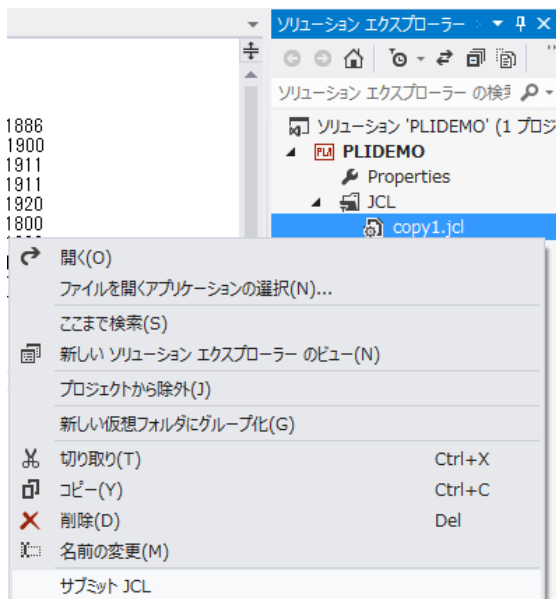 ソリューション エクスプローラー
ソリューション エクスプローラー の検
ソリューション 'PLIDEMO' (1 プロジ
PLI PLIDEMO
Properties
JCL
copy1.jcl
1886
1900
1911
1911
1920
1800
開く(O)
ファイルを開くアプリケーションの選択(N)...
ここまで検索(S)
新しい ソリューション エクスプローラー のビュー(N)
プロジェクトから除外(J)
新しい仮想フォルダにグループ化(G)
切り取り(T) Ctrl+X
コピー(Y) Ctrl+C
削除(D) Del
名前の変更(M)
サブミット JCL